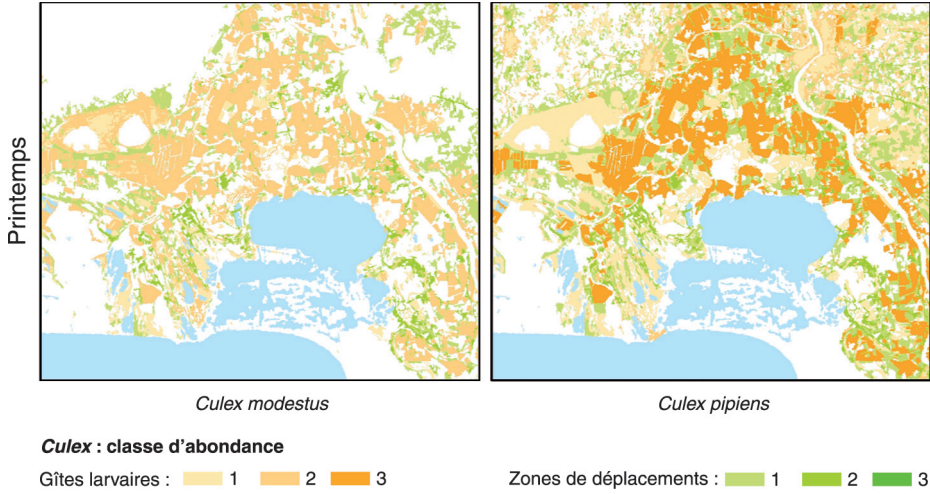 Printemps
Culex modestus
Culex pipiens
Culex : classe d'abondance
Gîtes larvaires : 1 2 3
Zones de déplacements : 1 2 3